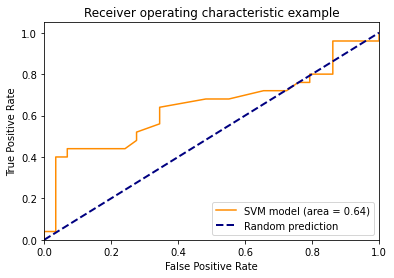 Receiver operating characteristic example
True Positive Rate
1.0
0.8
0.6
0.4
0.2
0.0
SVM model (area = 0.64)
Random prediction
0.0 0.2 0.4 0.6 0.8 1.0
False Positive Rate